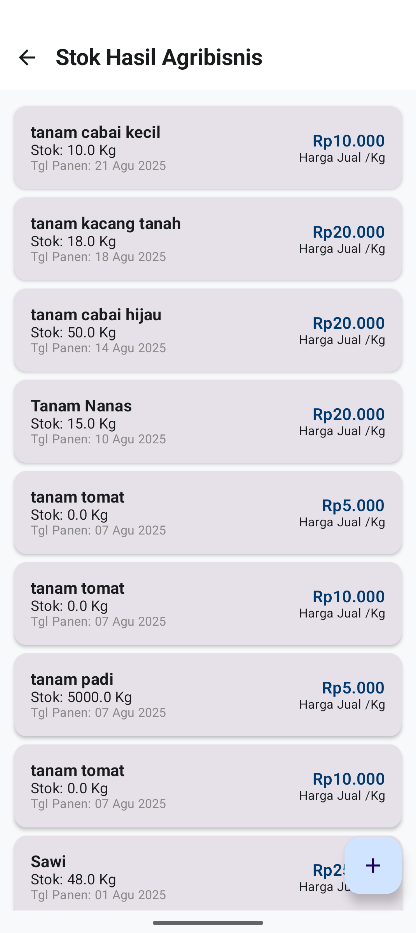 Stok Hasil Agribisnis
tanam cabai kecil
Stok: 10.0 Kg
Tgl Panen: 21 Agu 2025
Rp10.000
Harga Jual /Kg
tanam kacang tanah
Stok: 18.0 Kg
Tgl Panen: 18 Agu 2025
Rp20.000
Harga Jual /Kg
tanam cabai hijau
Stok: 50.0 Kg
Tgl Panen: 14 Agu 2025
Rp20.000
Harga Jual /Kg
Tanam Nanas
Stok: 15.0 Kg
Tgl Panen: 10 Agu 2025
Rp20.000
Harga Jual /Kg
tanam tomat
Stok: 0.0 Kg
Tgl Panen: 07 Agu 2025
Rp5.000
Harga Jual /Kg
tanam tomat
Stok: 0.0 Kg
Tgl Panen: 07 Agu 2025
Rp10.000
Harga Jual /Kg
tanam padi
Stok: 5000.0 Kg
Tgl Panen: 07 Agu 2025
Rp5.000
Harga Jual /Kg
tanam tomat
Stok: 0.0 Kg
Tgl Panen: 07 Agu 2025
Rp10.000
Harga Jual /Kg
Sawi
Stok: 48.0 Kg
Tgl Panen: 01 Agu 2025
Harga
+